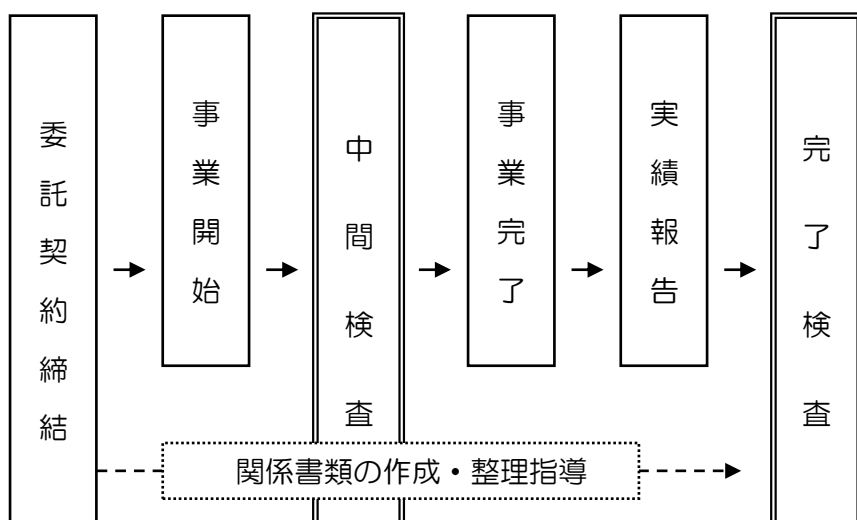 委託契約締結
事業開始
中間検査
事業完了
実績報告
完了検査
関係書類の作成・整理指導